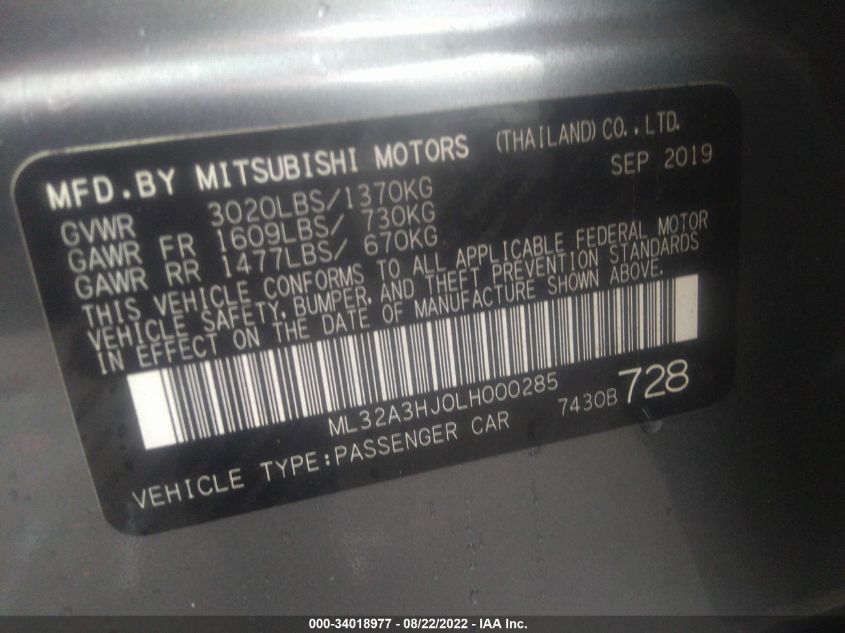 MFD.BY MITSUBISHI MOTORS (THAILAND) CO.,LTD.
SEP 2019
GVWR 3020LBS/1370KG
GAWR FR 1609LBS/ 730KG
GAWR RR 1477LBS/ 670KG
THIS VEHICLE CONFORMS TO ALL APPLICABLE FEDERAL MOTOR
VEHICLE SAFETY, BUMPER, AND THEFT PREVENTION STANDARDS
IN EFFECT ON THE DATE OF MANUFACTURE SHOWN ABOVE.
ML32A3HJ0LH000285
7430B 728
VEHICLE TYPE:PASSENGER CAR
000-34018977 - 08/22/2022 - IAA Inc.